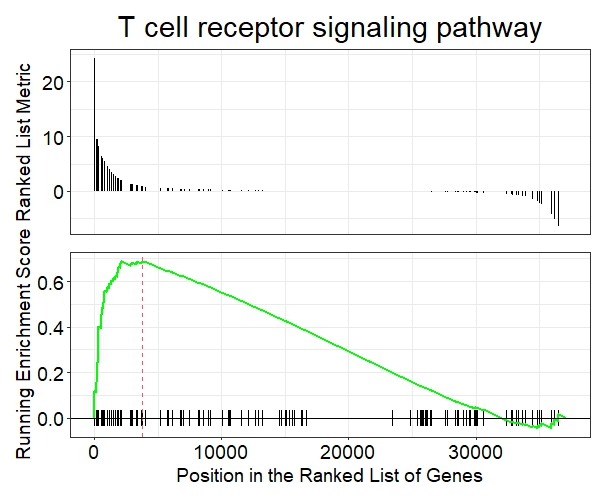 T cell receptor signaling pathway
Ranked List Metric
20
10
0
Running Enrichment Score
0.6
0.4
0.2
0.0
0 10000 20000 30000
Position in the Ranked List of Genes